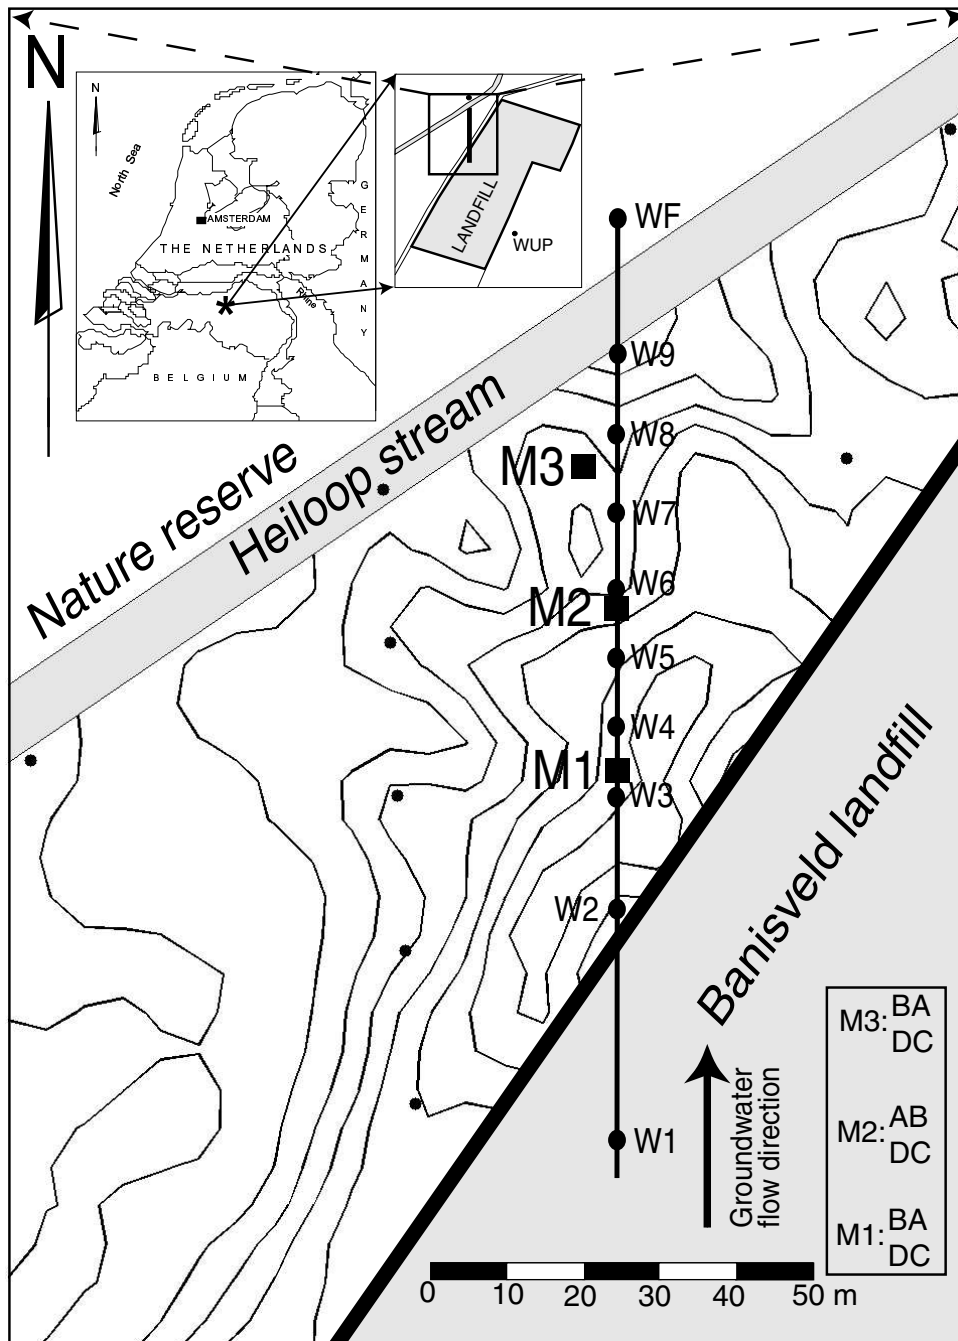 N
N
North Sea
AMSTERDAM
THE NETHERLANDS
GERMANY
Rhine
BELGIUM
LANDFILL
WUP
WF
W9
W8
M3
W7
W6
M2
W5
W4
M1
W3
W2
W1
Nature reserve
Heiloop stream
Banisveld landfill
Groundwater
flow direction
M3: BA
DC
M2: AB
DC
M1: BA
DC
0 10 20 30 40 50 m